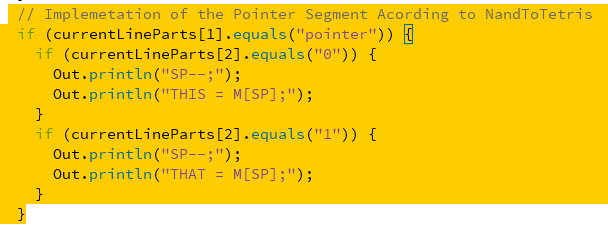 // Implemetation of the Pointer Segment Acording to NandToTetris
if (currentLineParts[1].equals("pointer")) {
if (currentLineParts[2].equals("0")) {
Out.println("SP--;");
Out.println("THIS = M[SP];");
}
if (currentLineParts[2].equals("1")) {
Out.println("SP--;");
Out.println("THAT = M[SP];");
}
}